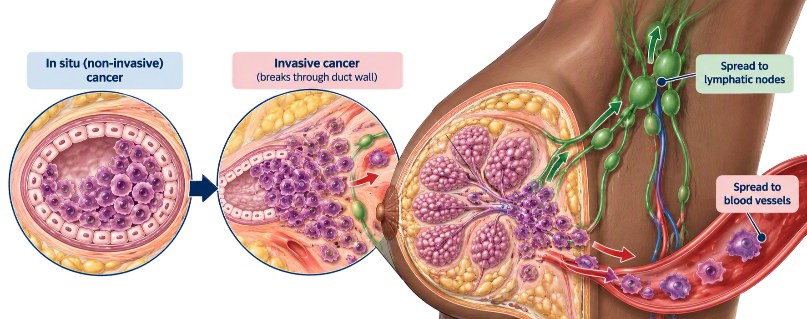 In situ (non-invasive)
cancer
Invasive cancer
(breaks through duct wall)
Spread to
lymphatic nodes
Spread to
blood vessels